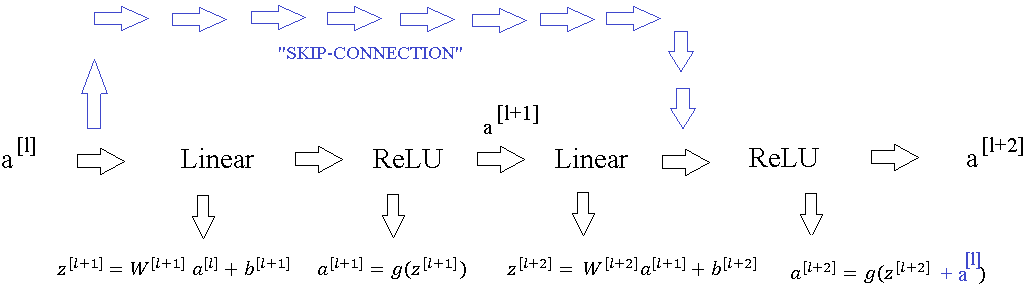 "SKIP-CONNECTION"
a^[l] Linear ReLU a^[l+1] Linear ReLU a^[l+2]
z^[l+1] = W^[l+1] a^[l] + b^[l+1] a^[l+1] = g(z^[l+1]) z^[l+2] = W^[l+2] a^[l+1] + b^[l+2] a^[l+2] = g(z^[l+2] + a^[l])